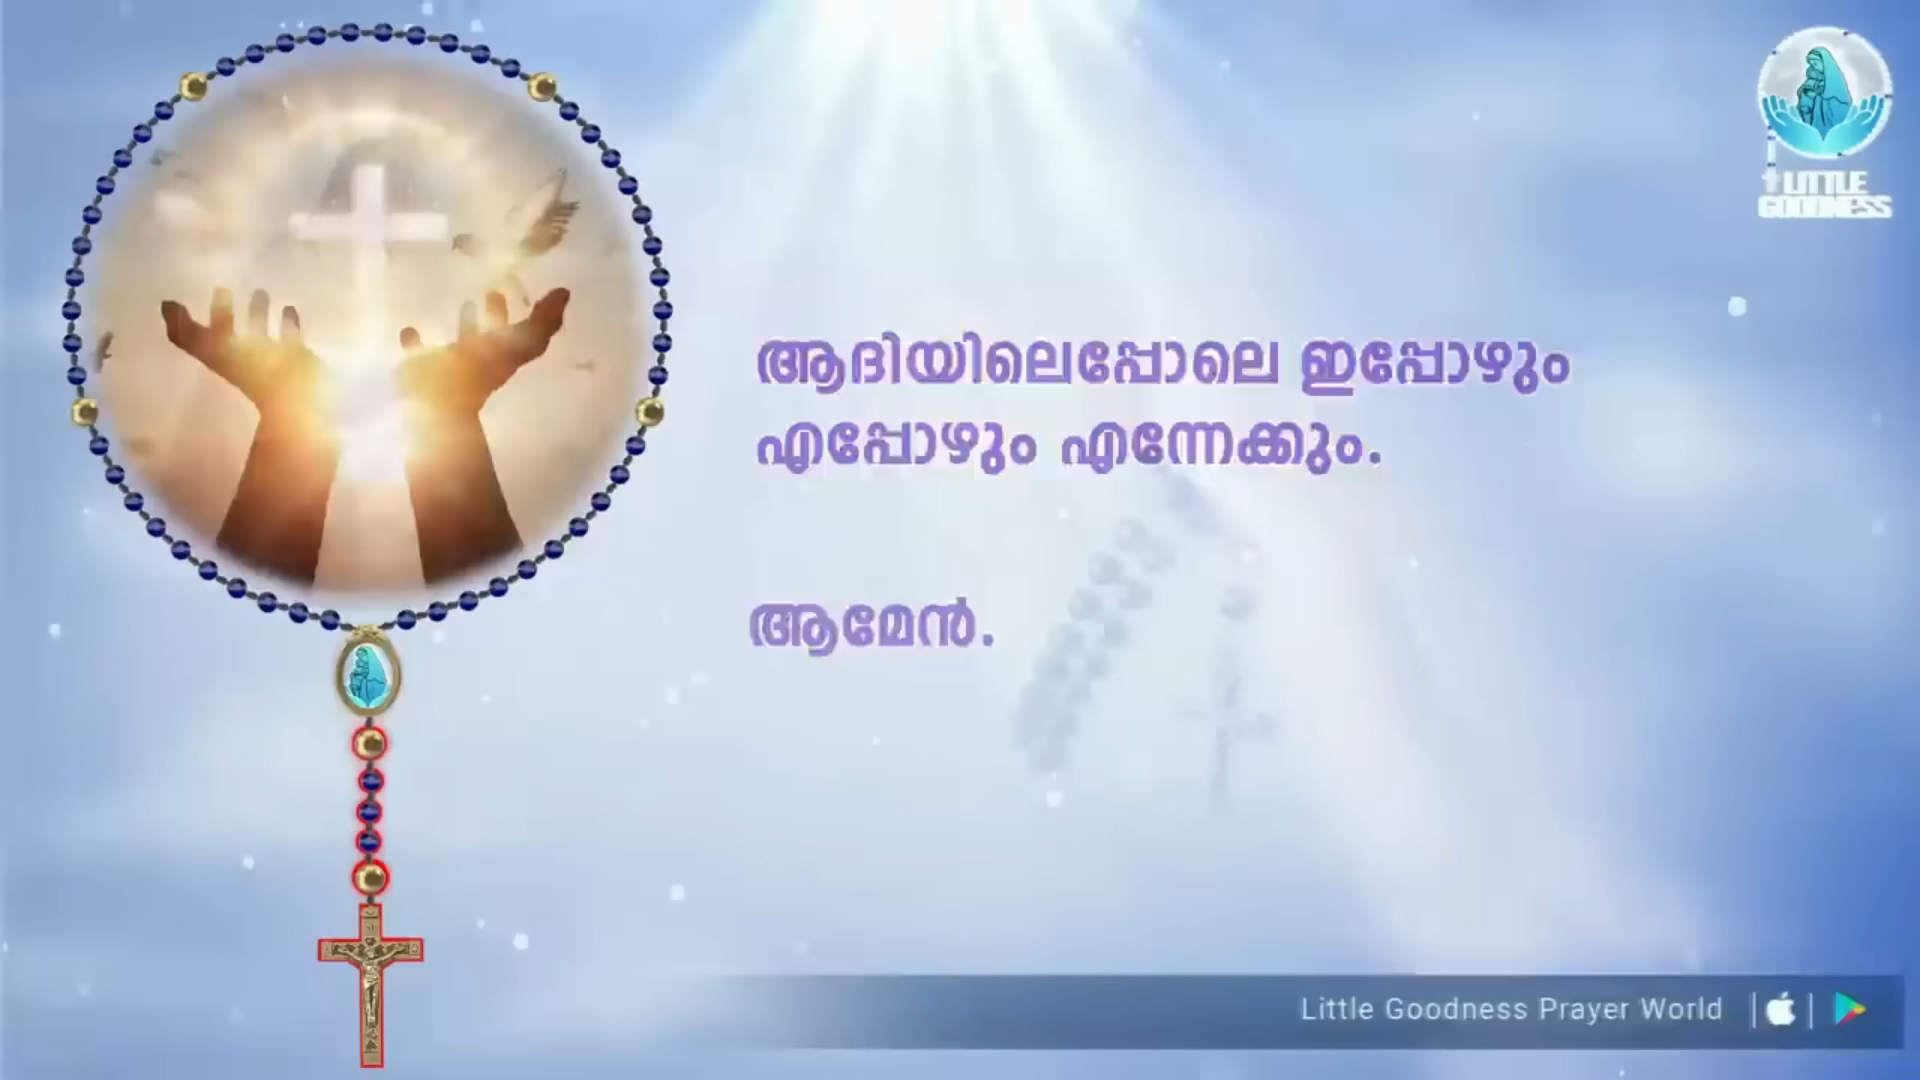 LITTLE
GOODNESS
ആദിയിലെപ്പോലെ ഇപ്പോഴും
എപ്പോഴും എന്നേക്കും.
ആമേൻ.
Little Goodness Prayer World